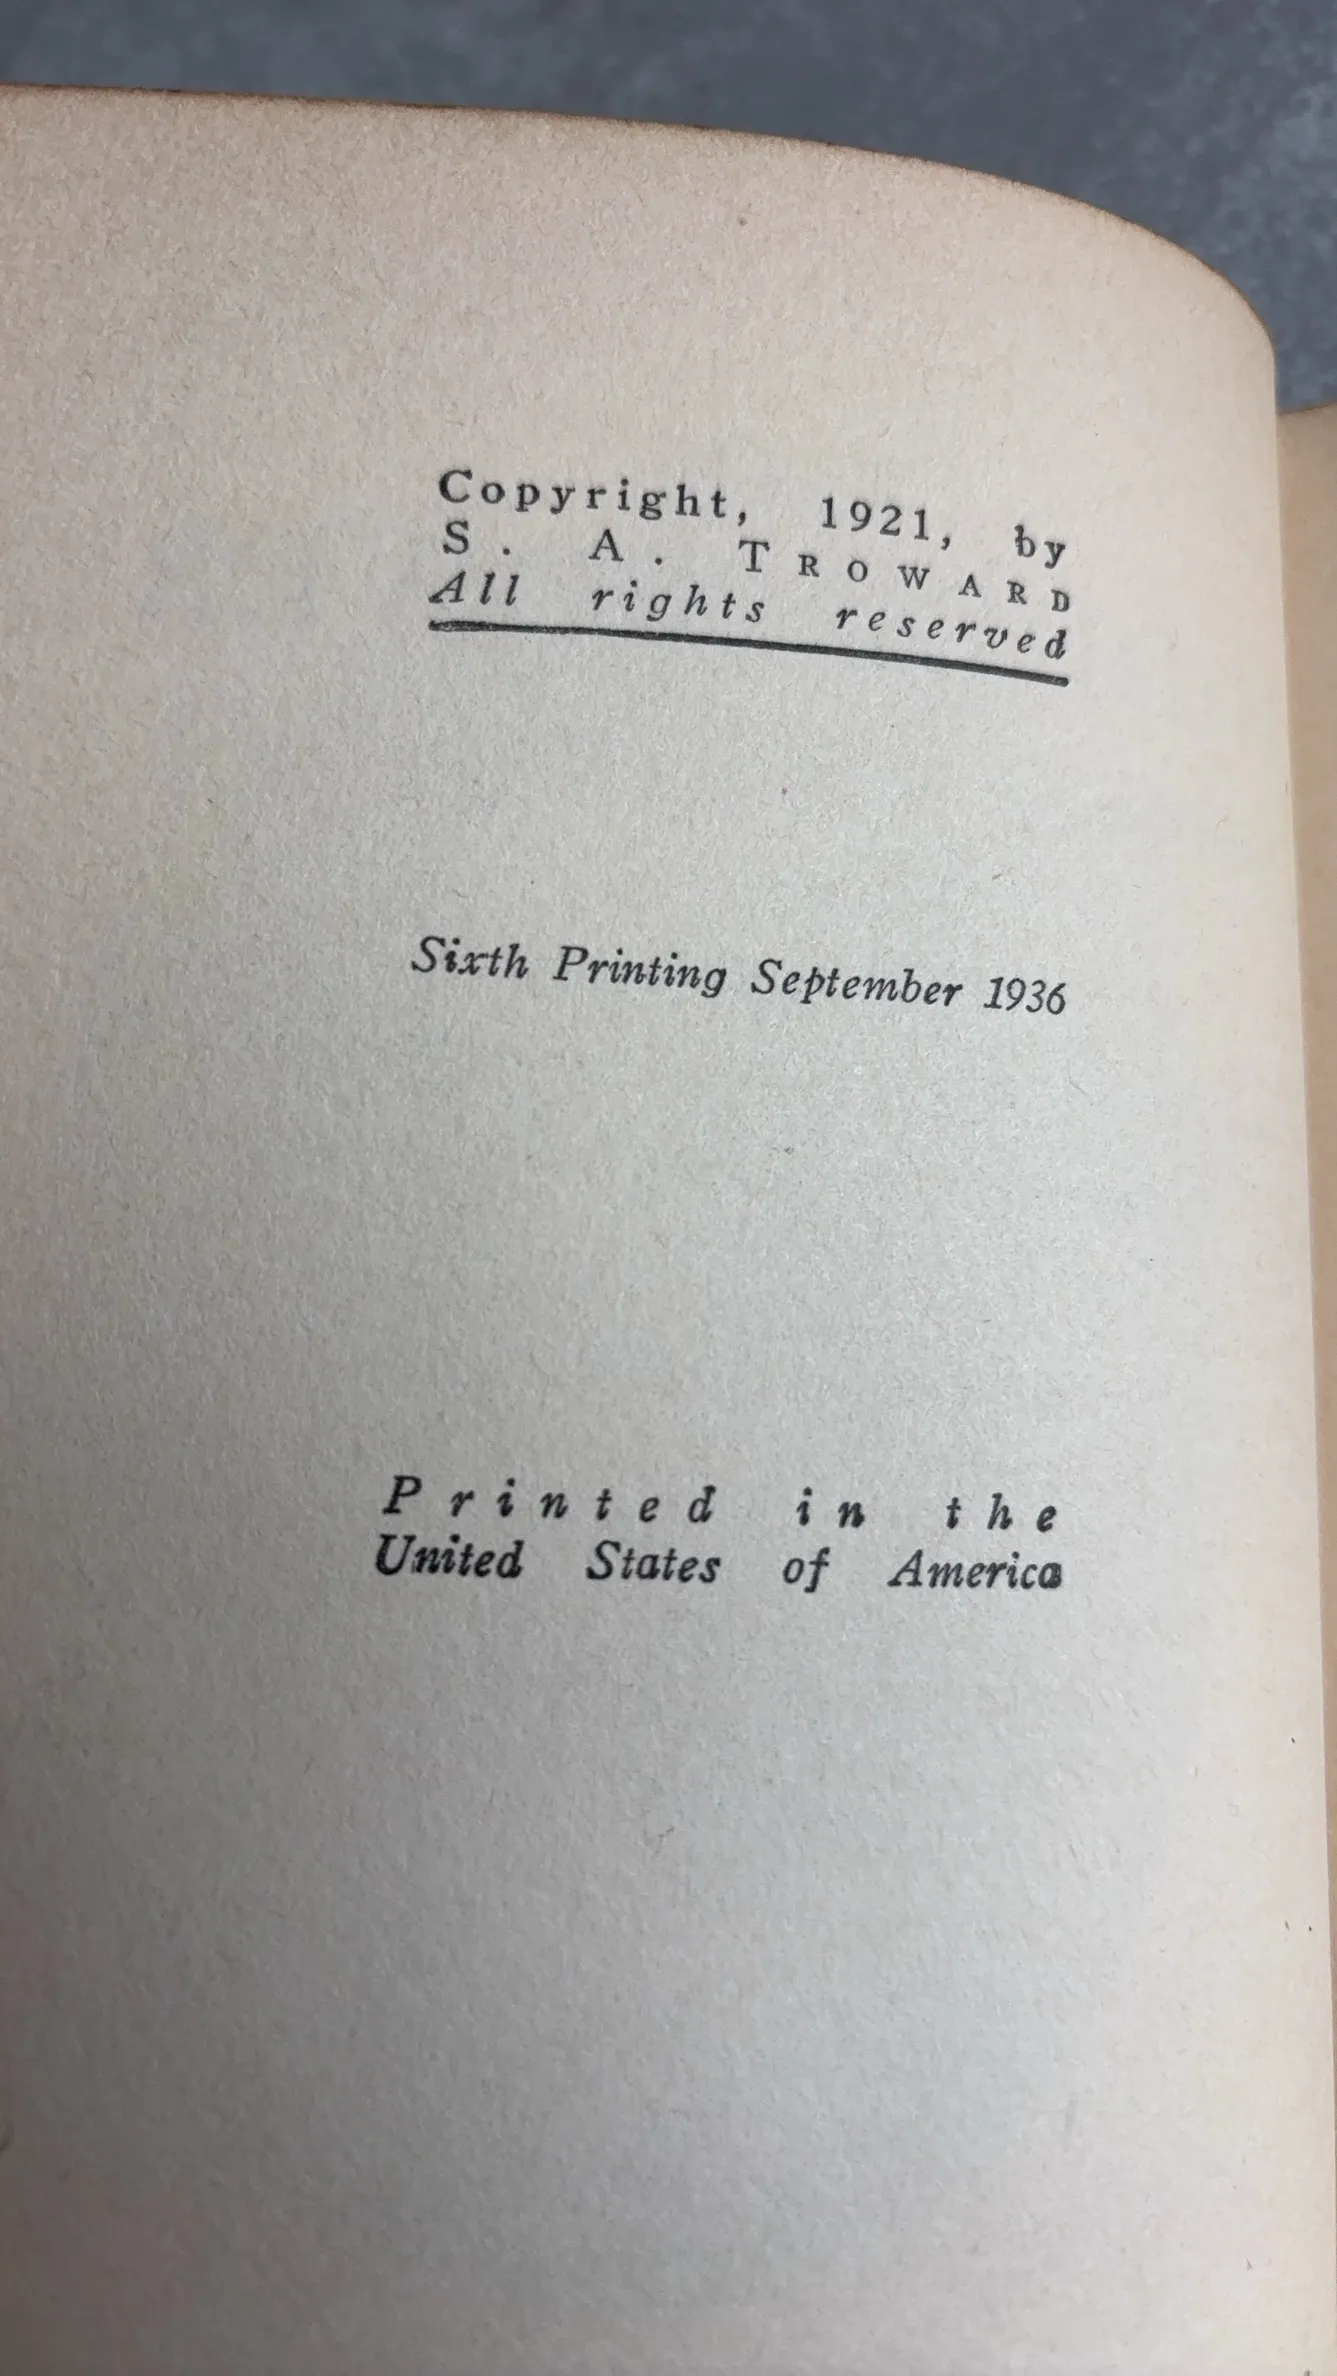 Copyright, 1921, by
S. A. TROWARD
All rights reserved
Sixth Printing September 1936
Printed in the
United States of America